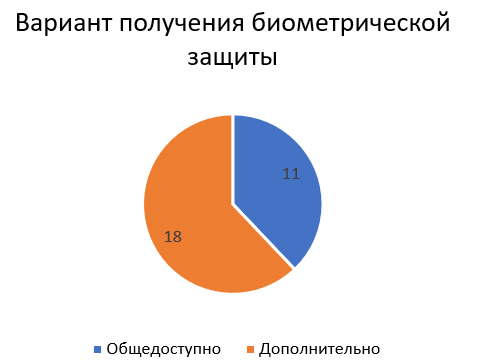 Вариант получения биометрической
защиты
11
18
Общедоступно
Дополнительно